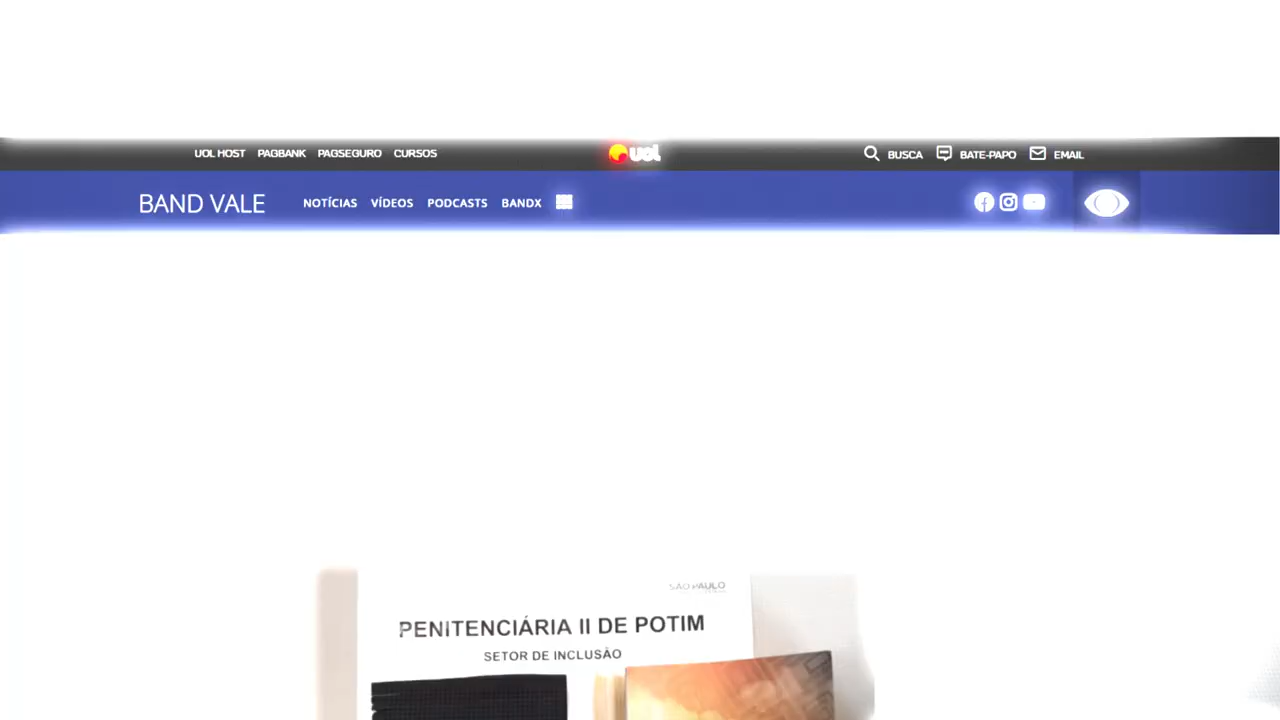 UOL HOST PAGBANK PAGSEGURO CURSOS uol BUSCA BATE-PAPO EMAIL
BAND VALE NOTÍCIAS VÍDEOS PODCASTS BANDX
SÃO PAULO
PENITENCIÁRIA II DE POTIM
SETOR DE INCLUSÃO